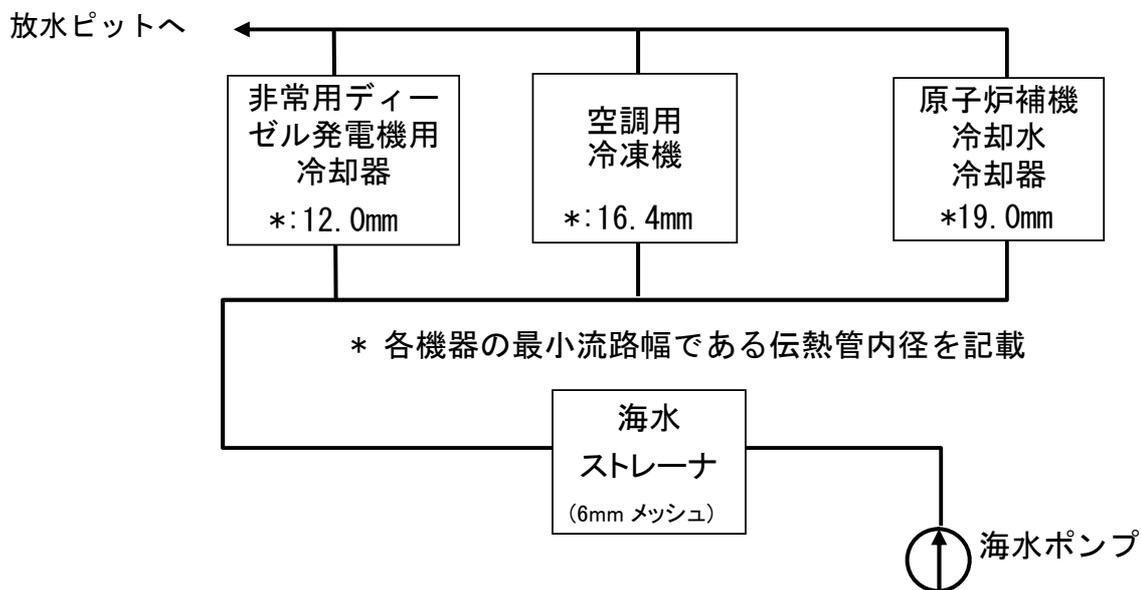 放水ピットへ
非常用ディー
ゼル発電機用
冷却器
*:12.0mm
空調用
冷凍機
*:16.4mm
原子炉補機
冷却水
冷却器
*19.0mm
* 各機器の最小流路幅である伝熱管内径を記載
海水
ストレーナ
(6mm メッシュ)
海水ポンプ